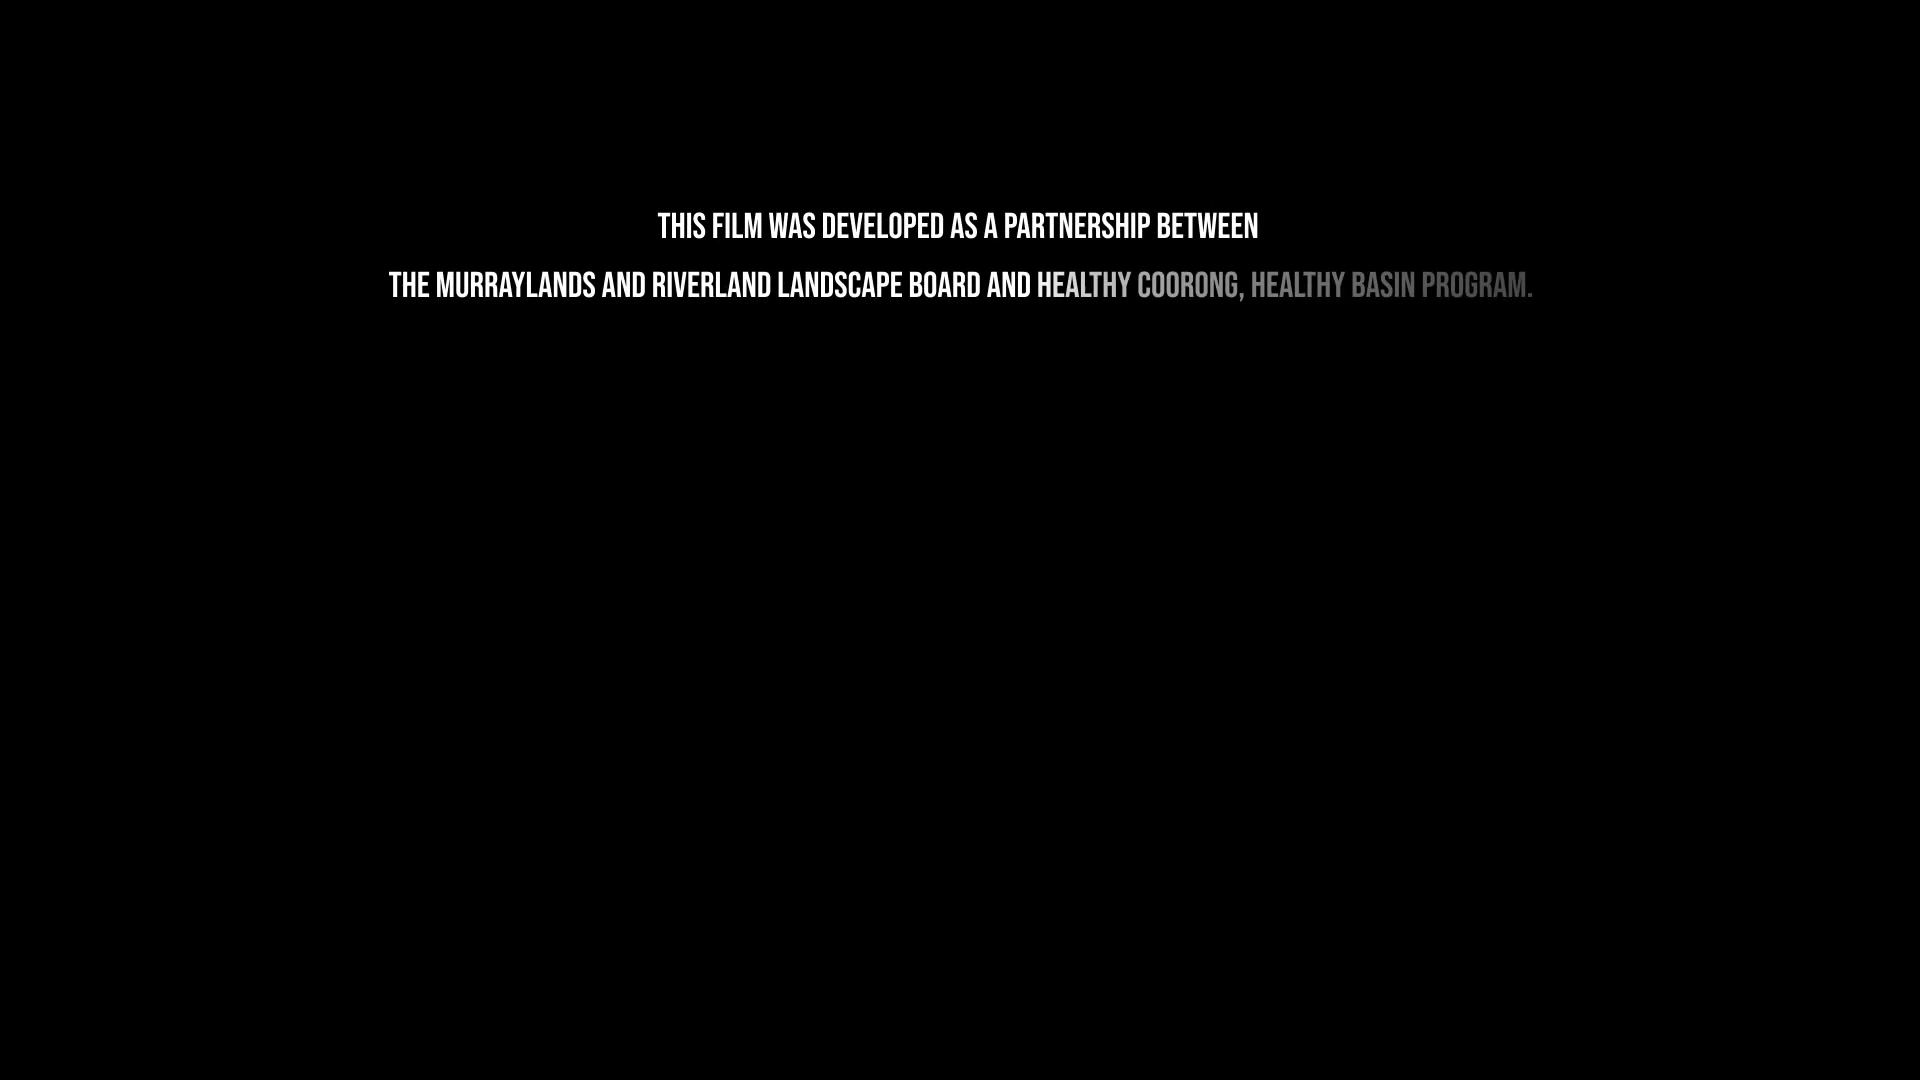 THIS FILM WAS DEVELOPED AS A PARTNERSHIP BETWEEN
THE MURRAYLANDS AND RIVERLAND LANDSCAPE BOARD AND HEALTHY COORONG, HEALTHY BASIN PROGRAM.